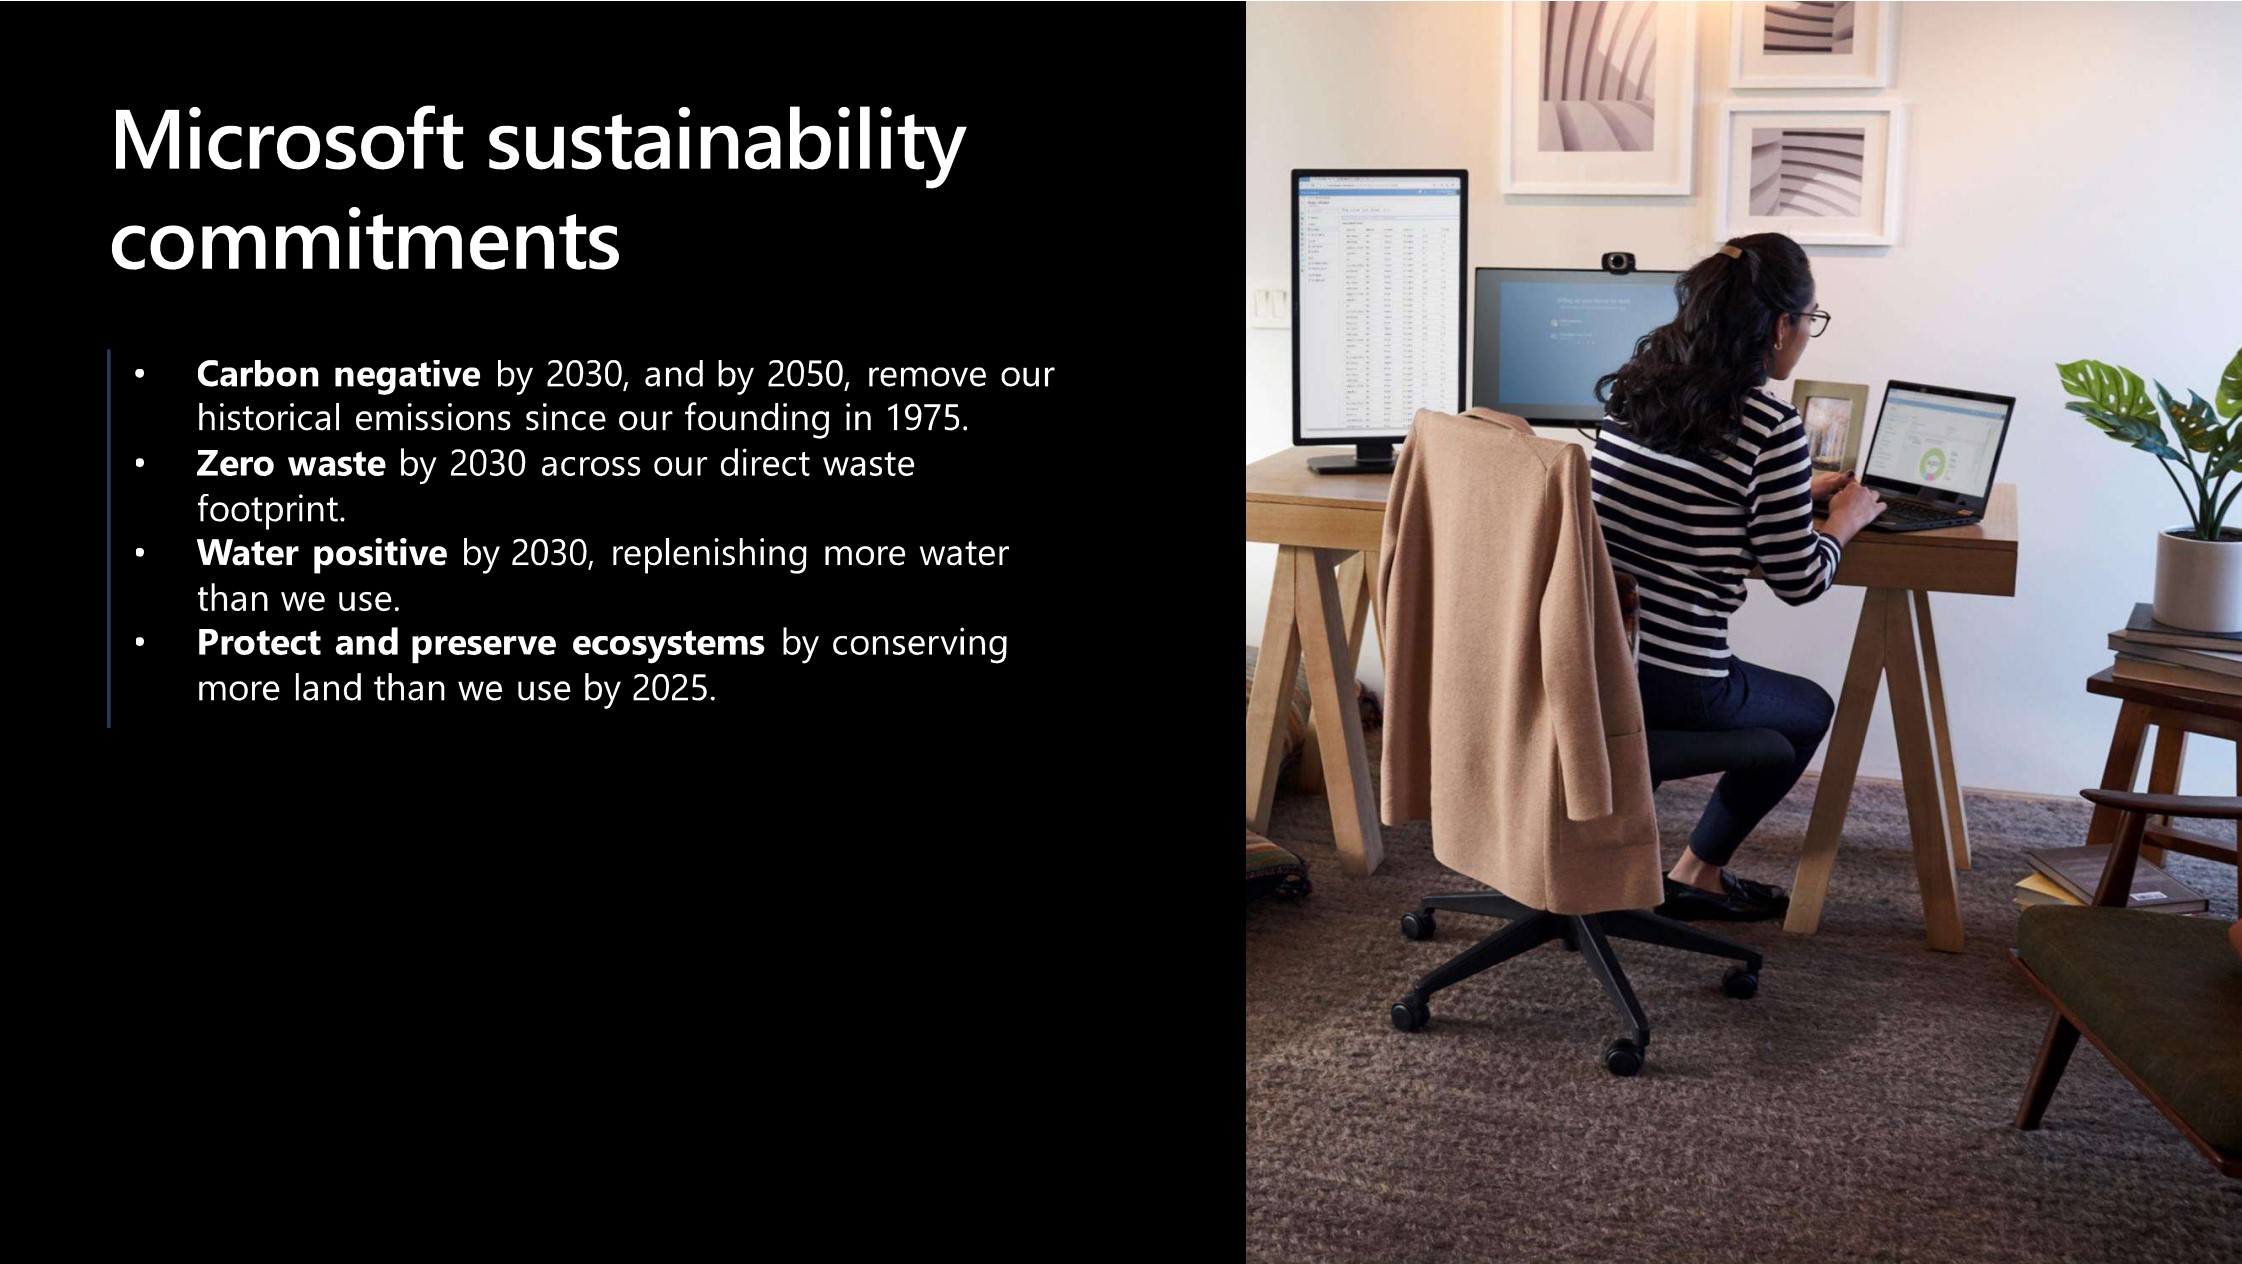 Microsoft sustainability
commitments
• Carbon negative by 2030, and by 2050, remove our
historical emissions since our founding in 1975.
• Zero waste by 2030 across our direct waste
footprint.
• Water positive by 2030, replenishing more water
than we use.
• Protect and preserve ecosystems by conserving
more land than we use by 2025.